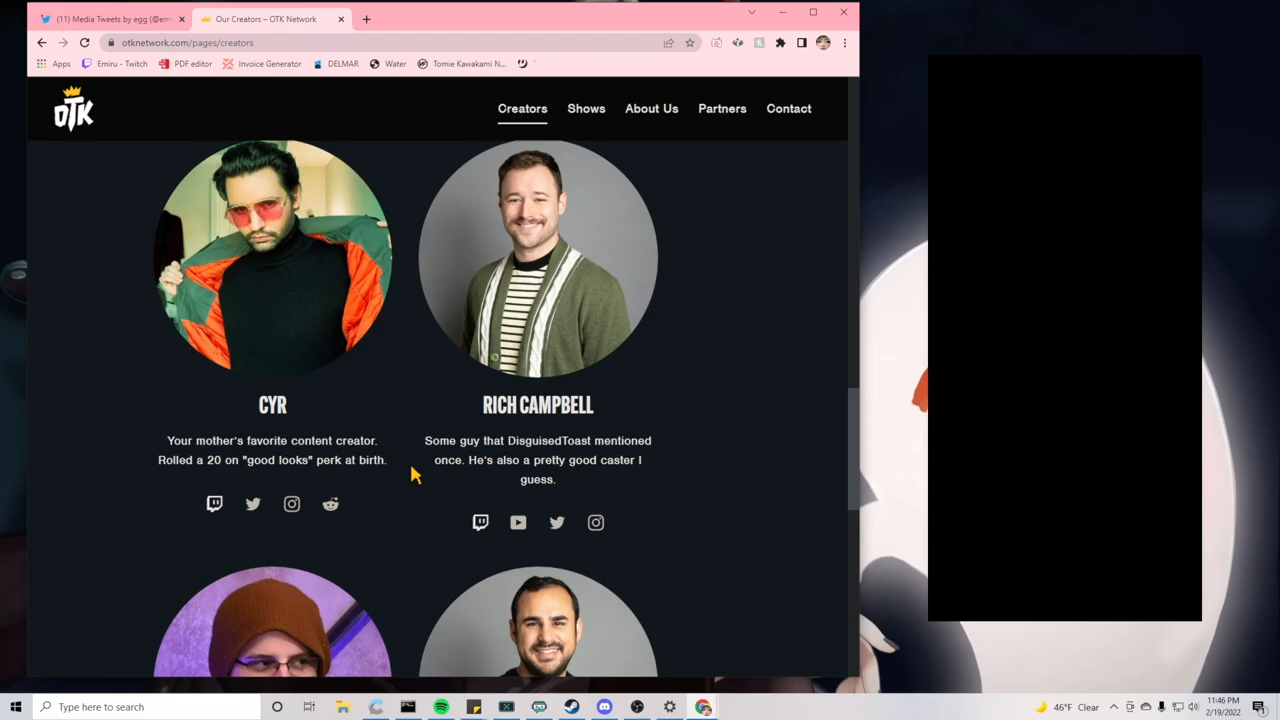 (11) Media Tweets by egg (@em
Our Creators – OTK Network
otknetwork.com/pages/creators
Apps
Emiru - Twitch
PDF editor
Invoice Generator
DELMAR
Water
Tomie Kawakami N...
OTK
Creators
Shows
About Us
Partners
Contact
CYR
Your mother's favorite content creator.
Rolled a 20 on "good looks" perk at birth.
RICH CAMPBELL
Some guy that DisguisedToast mentioned
once. He's also a pretty good caster I
guess.
Type here to search
46°F Clear
11:46 PM
2/19/2022